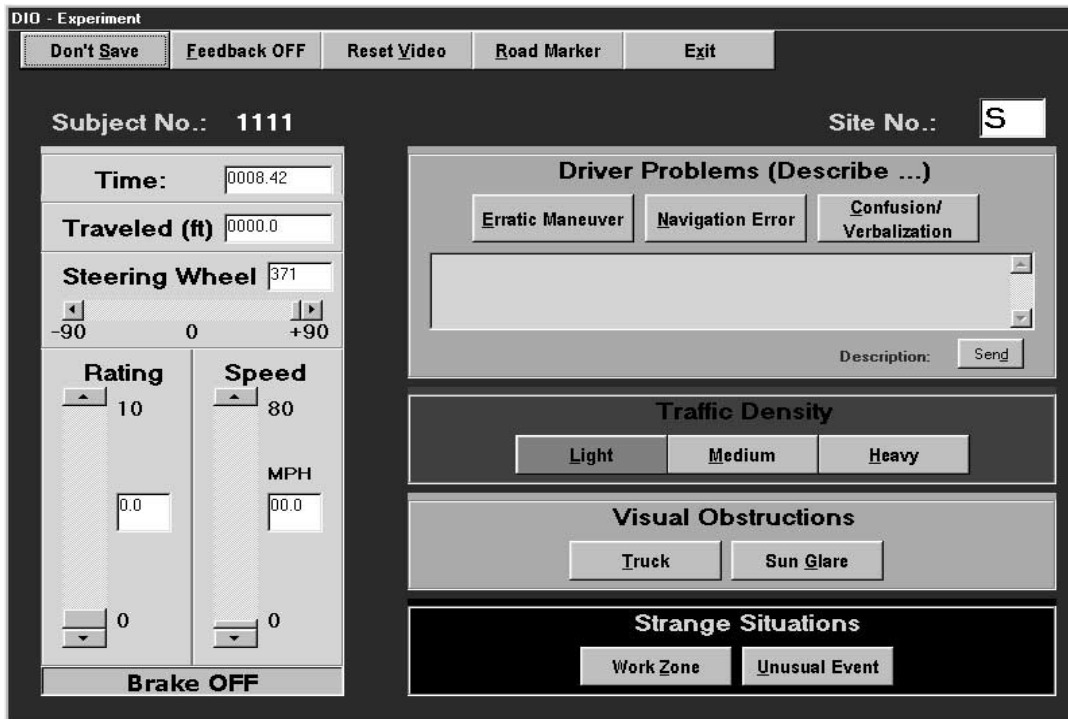 DIO - Experiment
Don't Save Feedback OFF Reset Video Road Marker Exit
Subject No.: 1111
Site No.: S
Time: 0008.42
Traveled (ft) 0000.0
Steering Wheel 371
-90 0 +90
Rating Speed
10 80
MPH
0.0 00.0
0 0
Brake OFF
Driver Problems (Describe ...)
Erratic Maneuver Navigation Error Confusion/
Verbalization
Description: Send
Traffic Density
Light Medium Heavy
Visual Obstructions
Truck Sun Glare
Strange Situations
Work Zone Unusual Event